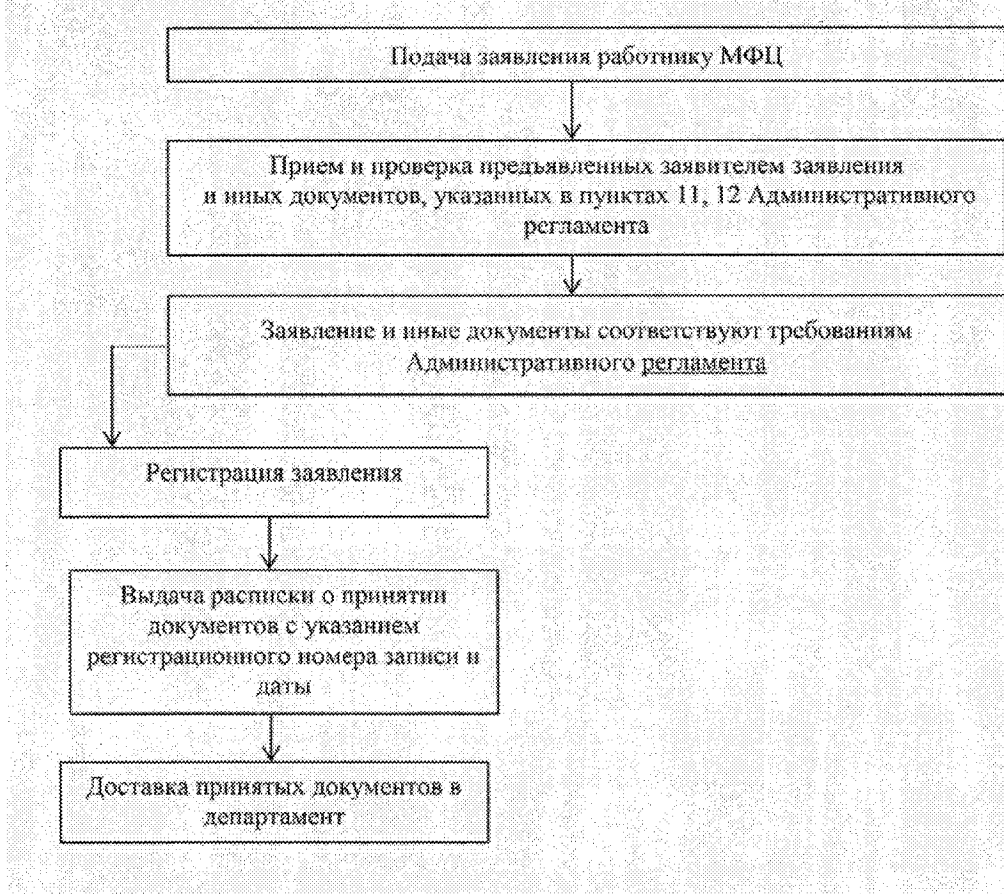 Подача заявления работнику МФЦ
Прием и проверка предъявленных заявителем заявления
и иных документов, указанных в пунктах 11, 12 Административного
регламента
Заявление и иные документы соответствуют требованиям
Административного регламента
Регистрация заявления
Выдача расписки о принятии
документов с указанием
регистрационного номера записи и
даты
Доставка принятых документов в
департамент